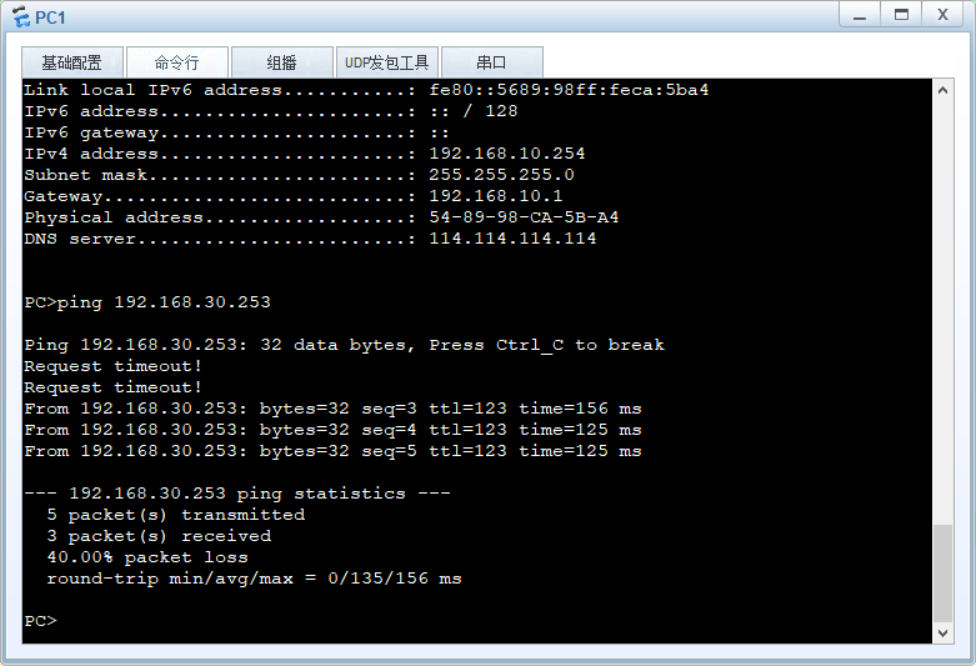 PC1
X
基础配置
命令行
组播
UDP发包工具
串口
Link local IPv6 address...........: fe80::5689:98ff:feca:5ba4
IPv6 address......................: :: / 128
IPv6 gateway......................: ::
IPv4 address......................: 192.168.10.254
Subnet mask.......................: 255.255.255.0
Gateway...........................: 192.168.10.1
Physical address..................: 54-89-98-CA-5B-A4
DNS server........................: 114.114.114.114
PC>ping 192.168.30.253
Ping 192.168.30.253: 32 data bytes, Press Ctrl_C to break
Request timeout!
Request timeout!
From 192.168.30.253: bytes=32 seq=3 ttl=123 time=156 ms
From 192.168.30.253: bytes=32 seq=4 ttl=123 time=125 ms
From 192.168.30.253: bytes=32 seq=5 ttl=123 time=125 ms
--- 192.168.30.253 ping statistics ---
5 packet(s) transmitted
3 packet(s) received
40.00% packet loss
round-trip min/avg/max = 0/135/156 ms
PC>